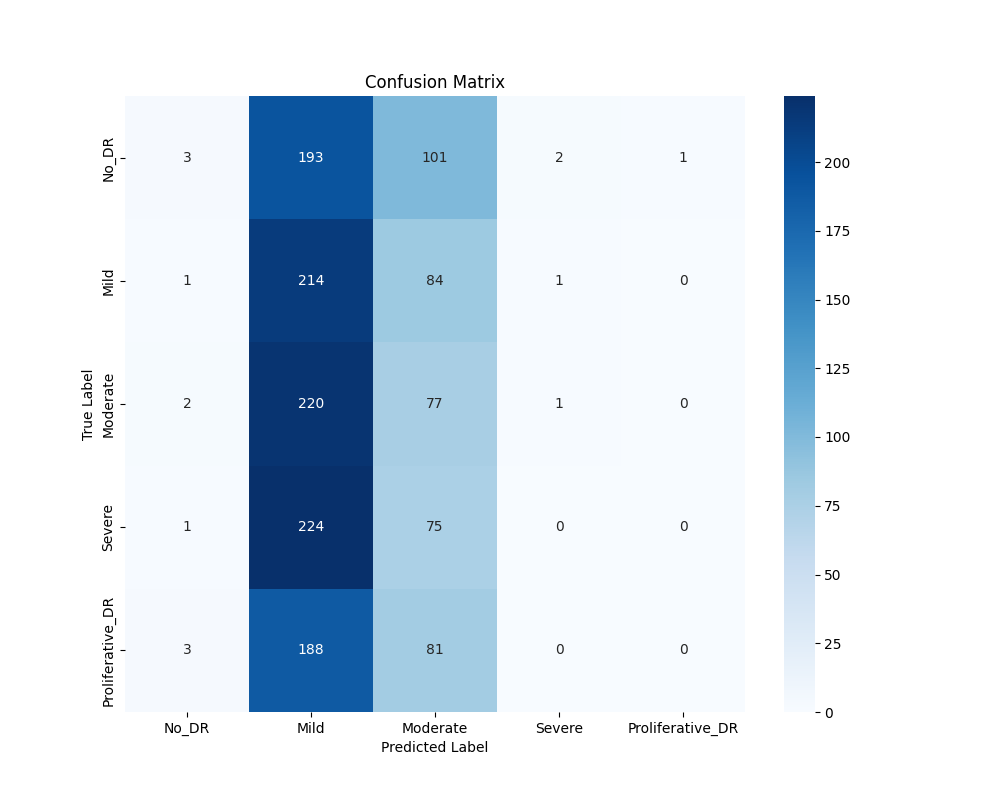 Confusion Matrix
True Label
No_DR 3 193 101 2 1
Mild 1 214 84 1 0
Moderate 2 220 77 1 0
Severe 1 224 75 0 0
Proliferative_DR 3 188 81 0 0
No_DR Mild Moderate Severe Proliferative_DR
Predicted Label
200
175
150
125
100
75
50
25
0